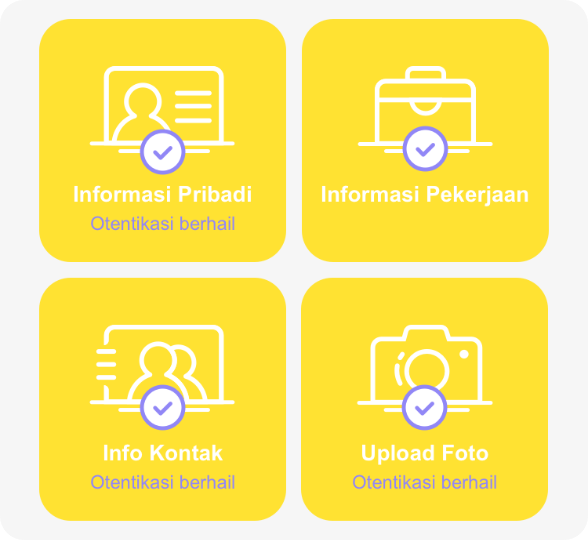 Informasi Pribadi
Otentikasi berhail
Informasi Pekerjaan
Info Kontak
Otentikasi berhail
Upload Foto
Otentikasi berhail